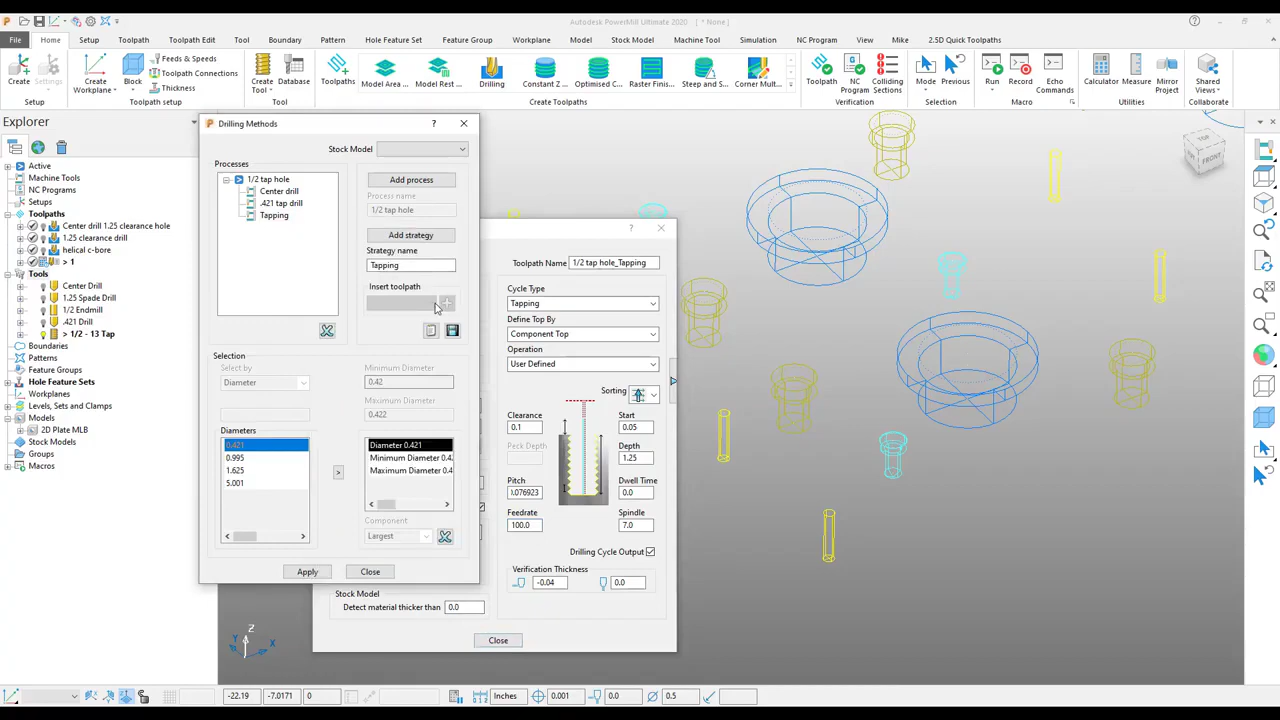 Autodesk PowerMill Ultimate 2020 - [ * None ]
File
Home
Setup
Toolpath
Toolpath Edit
Tool
Boundary
Pattern
Hole Feature Set
Feature Group
Workplane
Model
Stock Model
Machine Tool
Simulation
NC Program
View
Mike
2.5D Quick Toolpaths
Create
Settings
Setup
Create Workplane
Block
Feeds & Speeds
Toolpath Connections
Thickness
Toolpath setup
Create Tool
Database
Tool
Toolpaths
Model Area ...
Model Rest ...
Drilling
Constant Z ...
Optimised C...
Raster Finis...
Steep and S...
Corner Mult...
Create Toolpaths
Toolpath
NC Program
Colliding Sections
Verification
Mode
Previous
Selection
Run
Record
Echo Commands
Macro
Calculator
Measure
Mirror Project
Utilities
Shared Views
Collaborate
Explorer
Active
Machine Tools
NC Programs
Setups
Toolpaths
Center drill 1.25 clearance hole
1.25 clearance drill
helical c-bore
> 1
Tools
Center Drill
1.25 Spade Drill
1/2 Endmill
.421 Drill
> 1/2 - 13 Tap
Boundaries
Patterns
Feature Groups
Hole Feature Sets
Workplanes
Levels, Sets and Clamps
Models
2D Plate MLB
Stock Models
Groups
Macros
Drilling Methods
?
Stock Model
Processes
1/2 tap hole
Center drill
.421 tap drill
Tapping
Add process
Process name
1/2 tap hole
Add strategy
Strategy name
Tapping
Insert toolpath
Selection
Select by
Diameter
Minimum Diameter
0.42
Maximum Diameter
0.422
Diameters
0.421
0.995
1.625
5.001
>
Diameter 0.421
Minimum Diameter 0.4
Maximum Diameter 0.4
Component
Largest
Apply
Close
?
Toolpath Name
1/2 tap hole_Tapping
Cycle Type
Tapping
Define Top By
Component Top
Operation
User Defined
Sorting
Clearance
0.1
Start
0.05
Peck Depth
Depth
1.25
Pitch
).076923
Dwell Time
0.0
Feedrate
100.0
Spindle
7.0
Drilling Cycle Output
Verification Thickness
-0.04
0.0
Stock Model
Detect material thicker than
0.0
Close
FRONT
Z
Y
X
-22.19
-7.0171
0
Inches
0.001
0.0
0.5